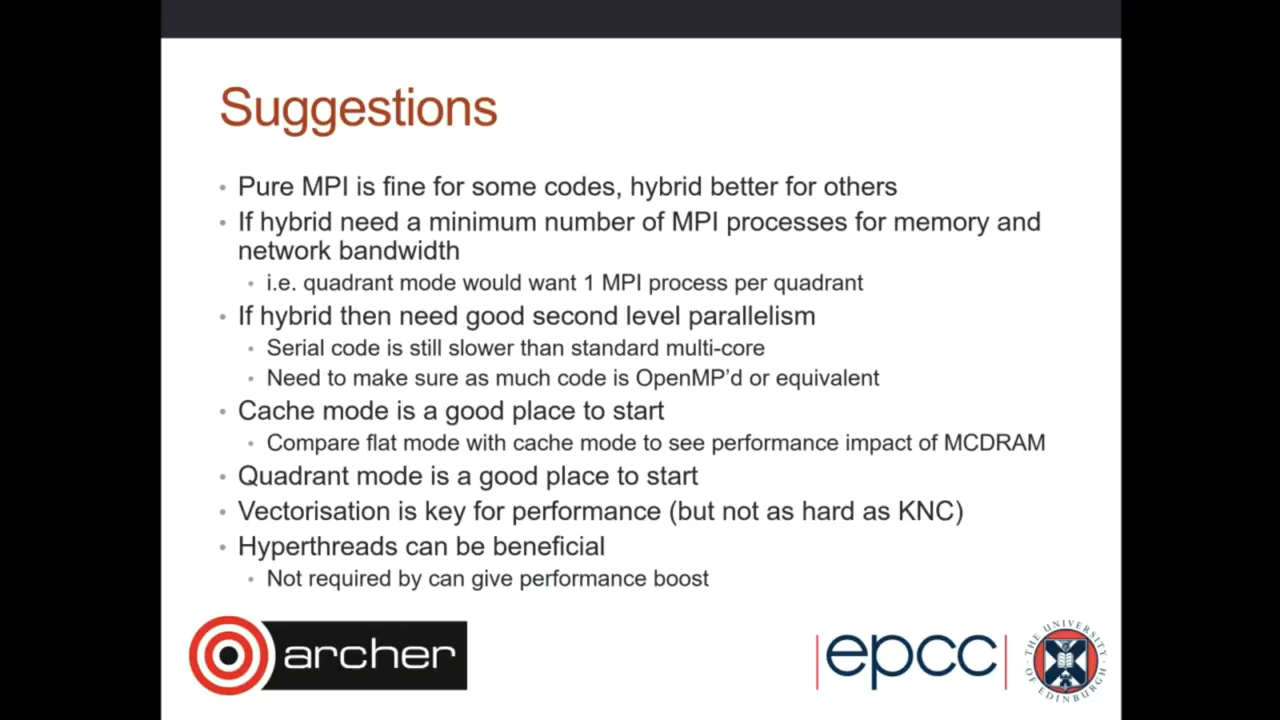 Suggestions
• Pure MPI is fine for some codes, hybrid better for others
• If hybrid need a minimum number of MPI processes for memory and
network bandwidth
• i.e. quadrant mode would want 1 MPI process per quadrant
• If hybrid then need good second level parallelism
• Serial code is still slower than standard multi-core
• Need to make sure as much code is OpenMP’d or equivalent
• Cache mode is a good place to start
• Compare flat mode with cache mode to see performance impact of MCDRAM
• Quadrant mode is a good place to start
• Vectorisation is key for performance (but not as hard as KNC)
• Hyperthreads can be beneficial
• Not required by can give performance boost
archer
epcc
THE UNIVERSITY
OF EDINBURGH